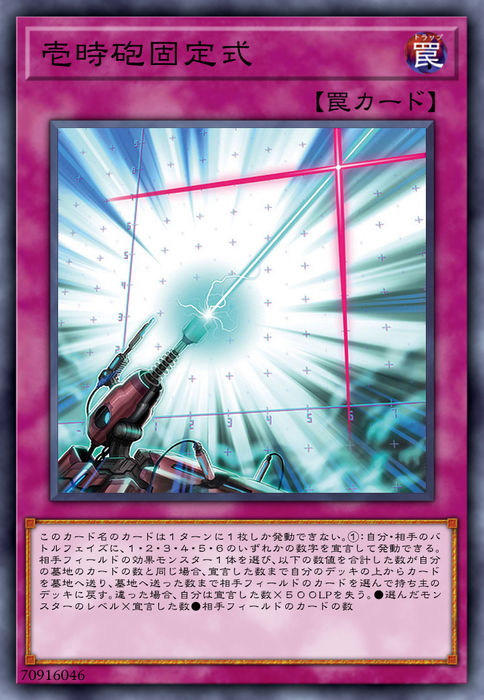 壱時砲固定式
トラップ
罠
【罠カード】
このカード名のカードは１ターンに１枚しか発動できない。①：自分・相手のバ
トルフェイズに、１・２・３・４・５・６のいずれかの数字を宣言して発動できる。
相手フィールドの効果モンスター１体を選び、以下の数値を合計した数が自分
の墓地のカードの数と同じ場合、宣言した数まで自分のデッキの上からカード
を墓地へ送り、墓地へ送った数まで相手フィールドのカードを選んで持ち主の
デッキに戻す。違った場合、自分は宣言した数×５００LPを失う。●選んだモン
スターのレベル×宣言した数●相手フィールドのカードの数
70916046